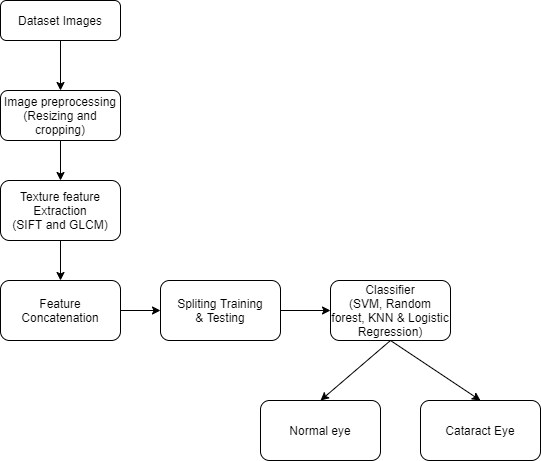 Dataset Images
Image preprocessing
(Resizing and
cropping)
Texture feature
Extraction
(SIFT and GLCM)
Feature
Concatenation
Spliting Training
& Testing
Classifier
(SVM, Random
forest, KNN & Logistic
Regression)
Normal eye
Cataract Eye